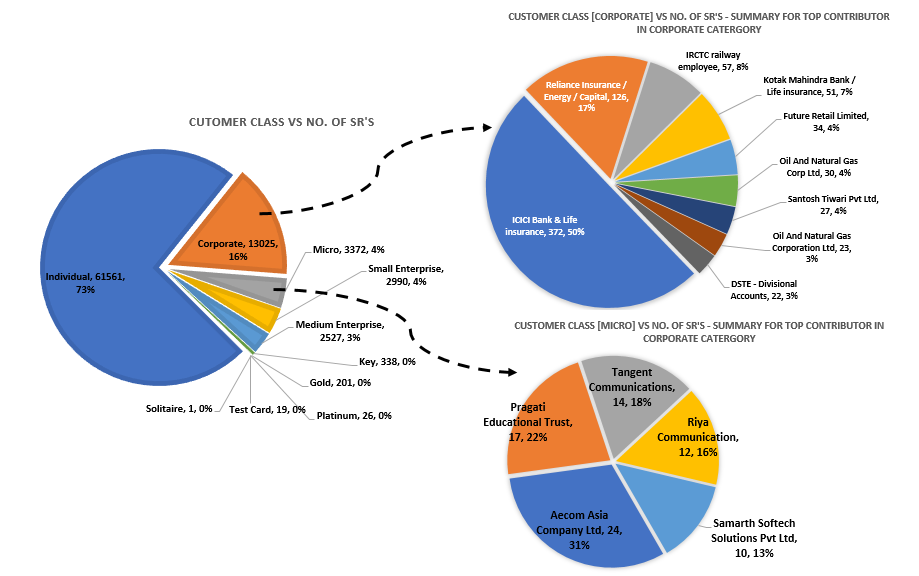 CUTOMER CLASS VS NO. OF SR'S
Individual, 61561,
73%
Corporate, 13025,
16%
Micro, 3372, 4%
Small Enterprise,
2990, 4%
Medium Enterprise,
2527, 3%
Key, 338, 0%
Gold, 201, 0%
Platinum, 26, 0%
Test Card, 19, 0%
Solitaire, 1, 0%
CUSTOMER CLASS [CORPORATE] VS NO. OF SR'S - SUMMARY FOR TOP CONTRIBUTOR
IN CORPORATE CATERGORY
ICICI Bank & Life
insurance, 372, 50%
Reliance Insurance /
Energy / Capital, 126,
17%
IRCTC railway
employee, 57, 8%
Kotak Mahindra Bank /
Life insurance, 51, 7%
Future Retail Limited,
34, 4%
Oil And Natural Gas
Corp Ltd, 30, 4%
Santosh Tiwari Pvt Ltd,
27, 4%
Oil And Natural Gas
Corporation Ltd, 23,
3%
DSTE - Divisional
Accounts, 22, 3%
CUSTOMER CLASS [MICRO] VS NO. OF SR'S - SUMMARY FOR TOP CONTRIBUTOR IN
CORPORATE CATERGORY
Aecom Asia
Company Ltd, 24,
31%
Pragati
Educational Trust,
17, 22%
Tangent
Communications,
14, 18%
Riya
Communication,
12, 16%
Samarth Softech
Solutions Pvt Ltd,
10, 13%